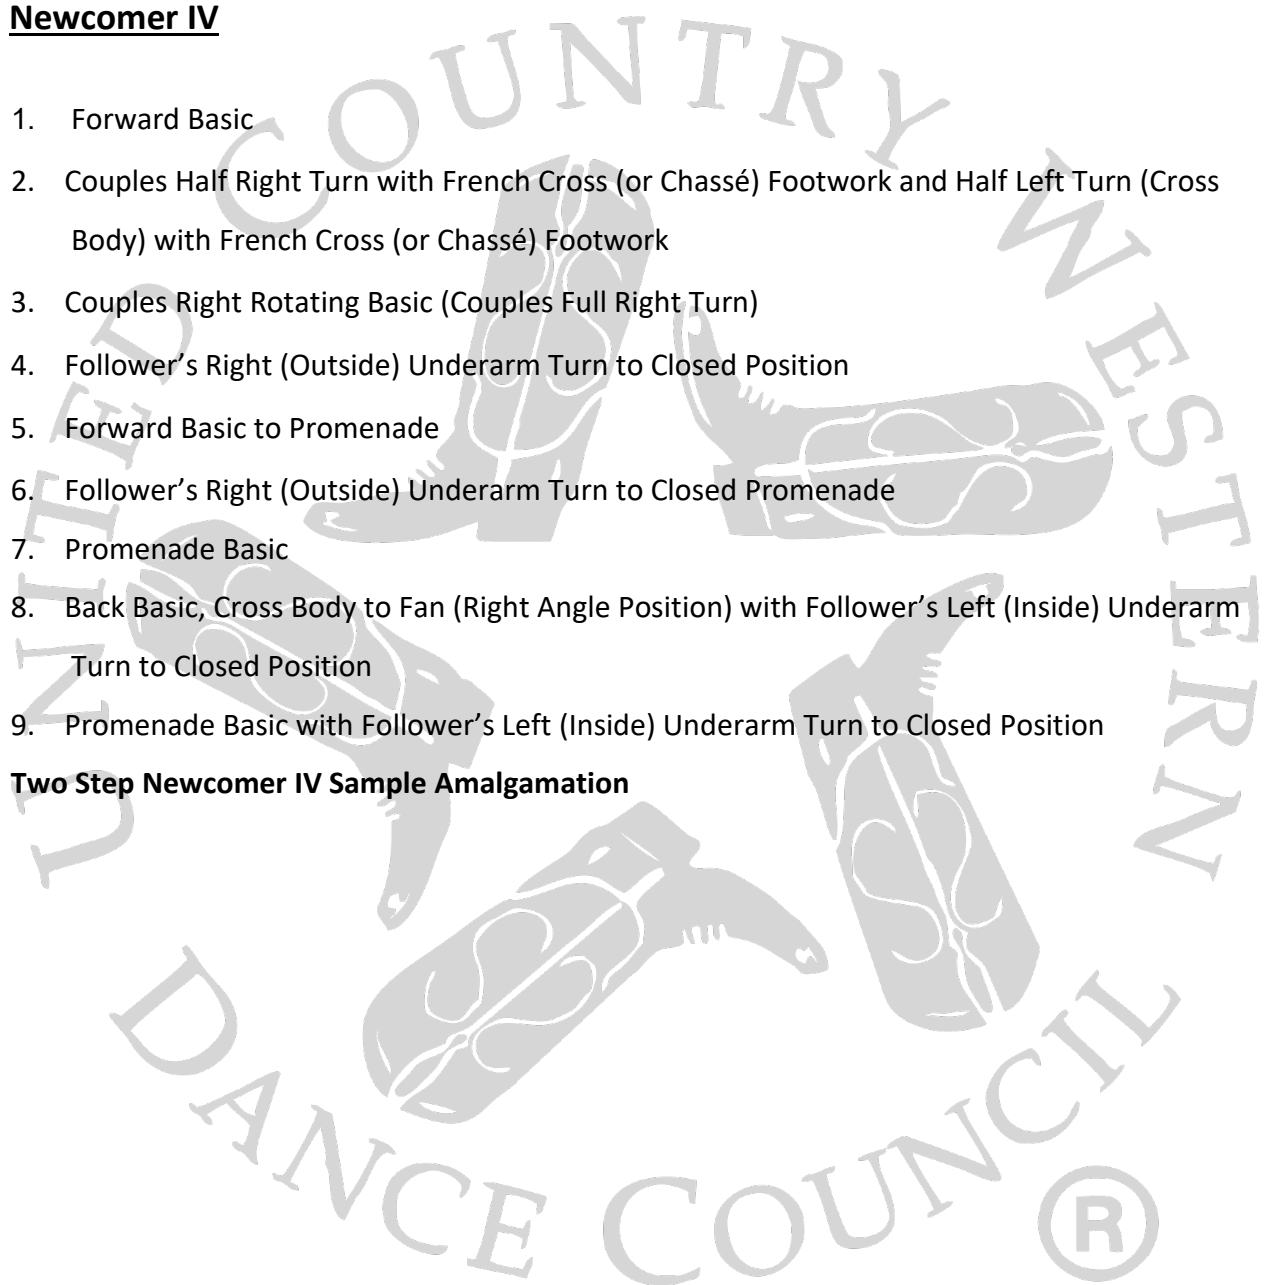 Newcomer IV
1. Forward Basic
2. Couples Half Right Turn with French Cross (or Chassé) Footwork and Half Left Turn (Cross
Body) with French Cross (or Chassé) Footwork
3. Couples Right Rotating Basic (Couples Full Right Turn)
4. Follower’s Right (Outside) Underarm Turn to Closed Position
5. Forward Basic to Promenade
6. Follower’s Right (Outside) Underarm Turn to Closed Promenade
7. Promenade Basic
8. Back Basic, Cross Body to Fan (Right Angle Position) with Follower’s Left (Inside) Underarm
Turn to Closed Position
9. Promenade Basic with Follower’s Left (Inside) Underarm Turn to Closed Position
Two Step Newcomer IV Sample Amalgamation
UNITED COUNTRY WESTERN
DANCE COUNCIL ®